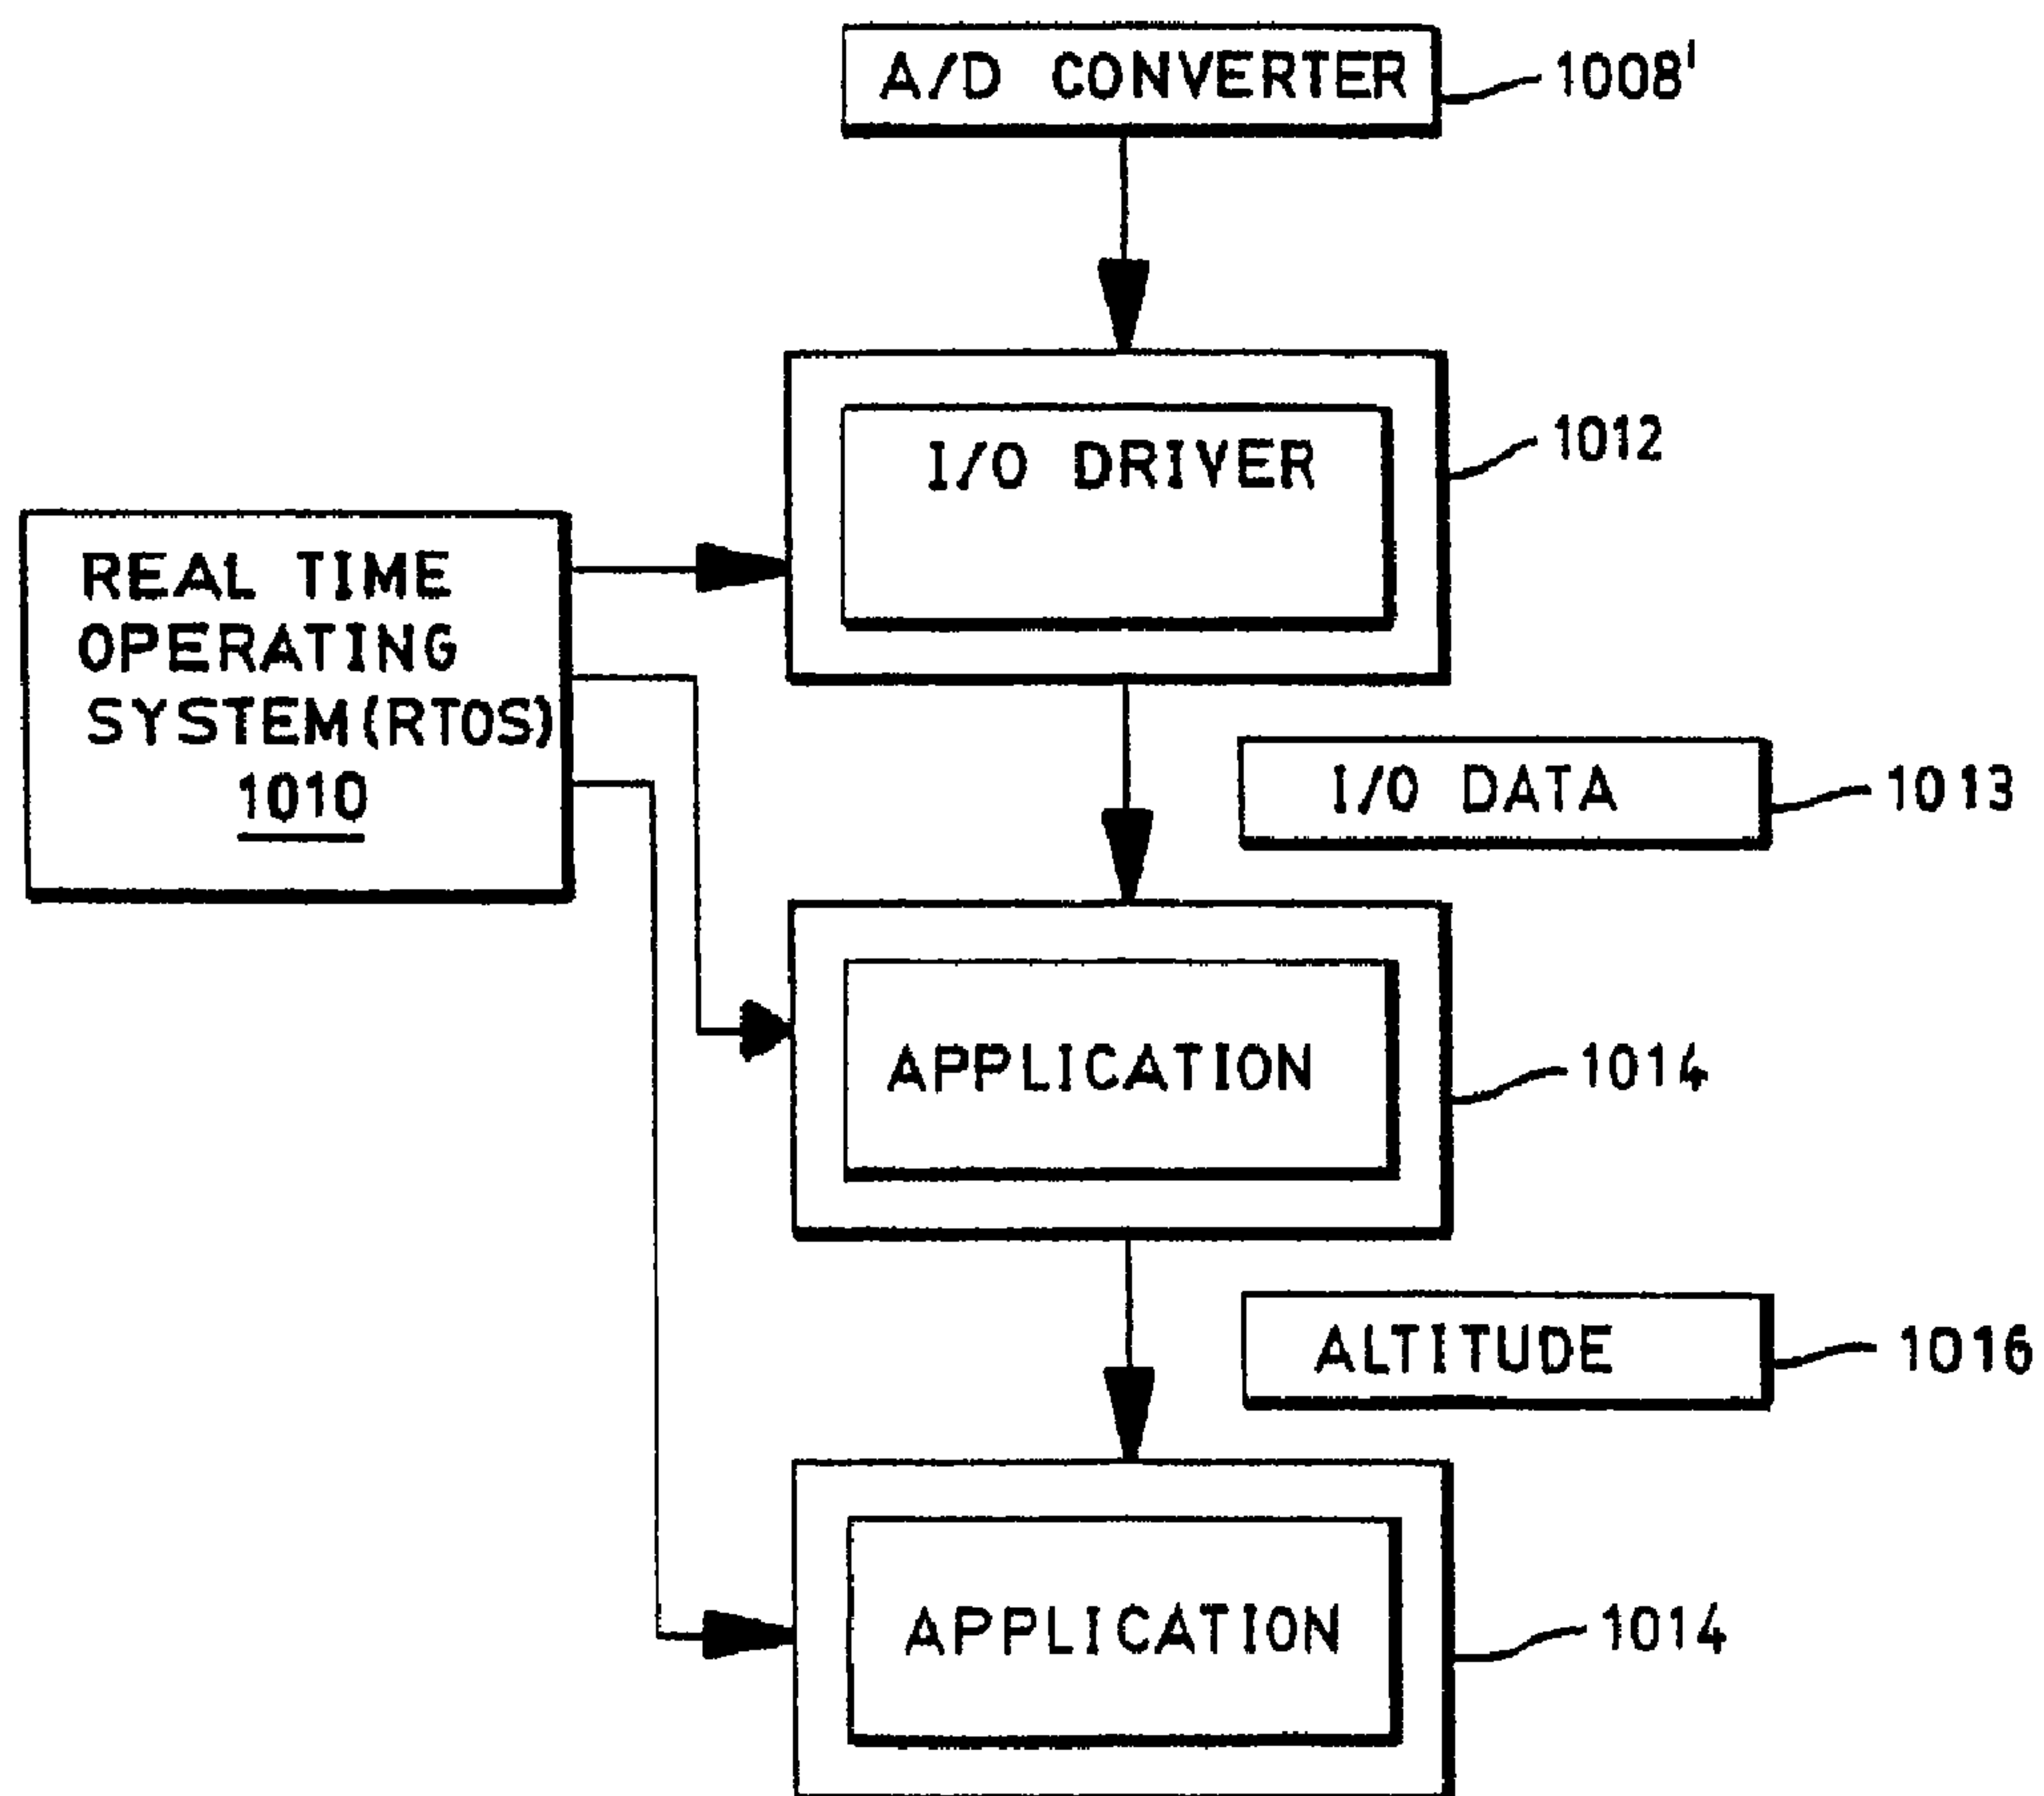 A/D CONVERTER
1008'
I/O DRIVER
1012
REAL TIME
OPERATING
SYSTEM(RTOS)
1010
I/O DATA
1013
APPLICATION
1014
ALTITUDE
1016
APPLICATION
1014